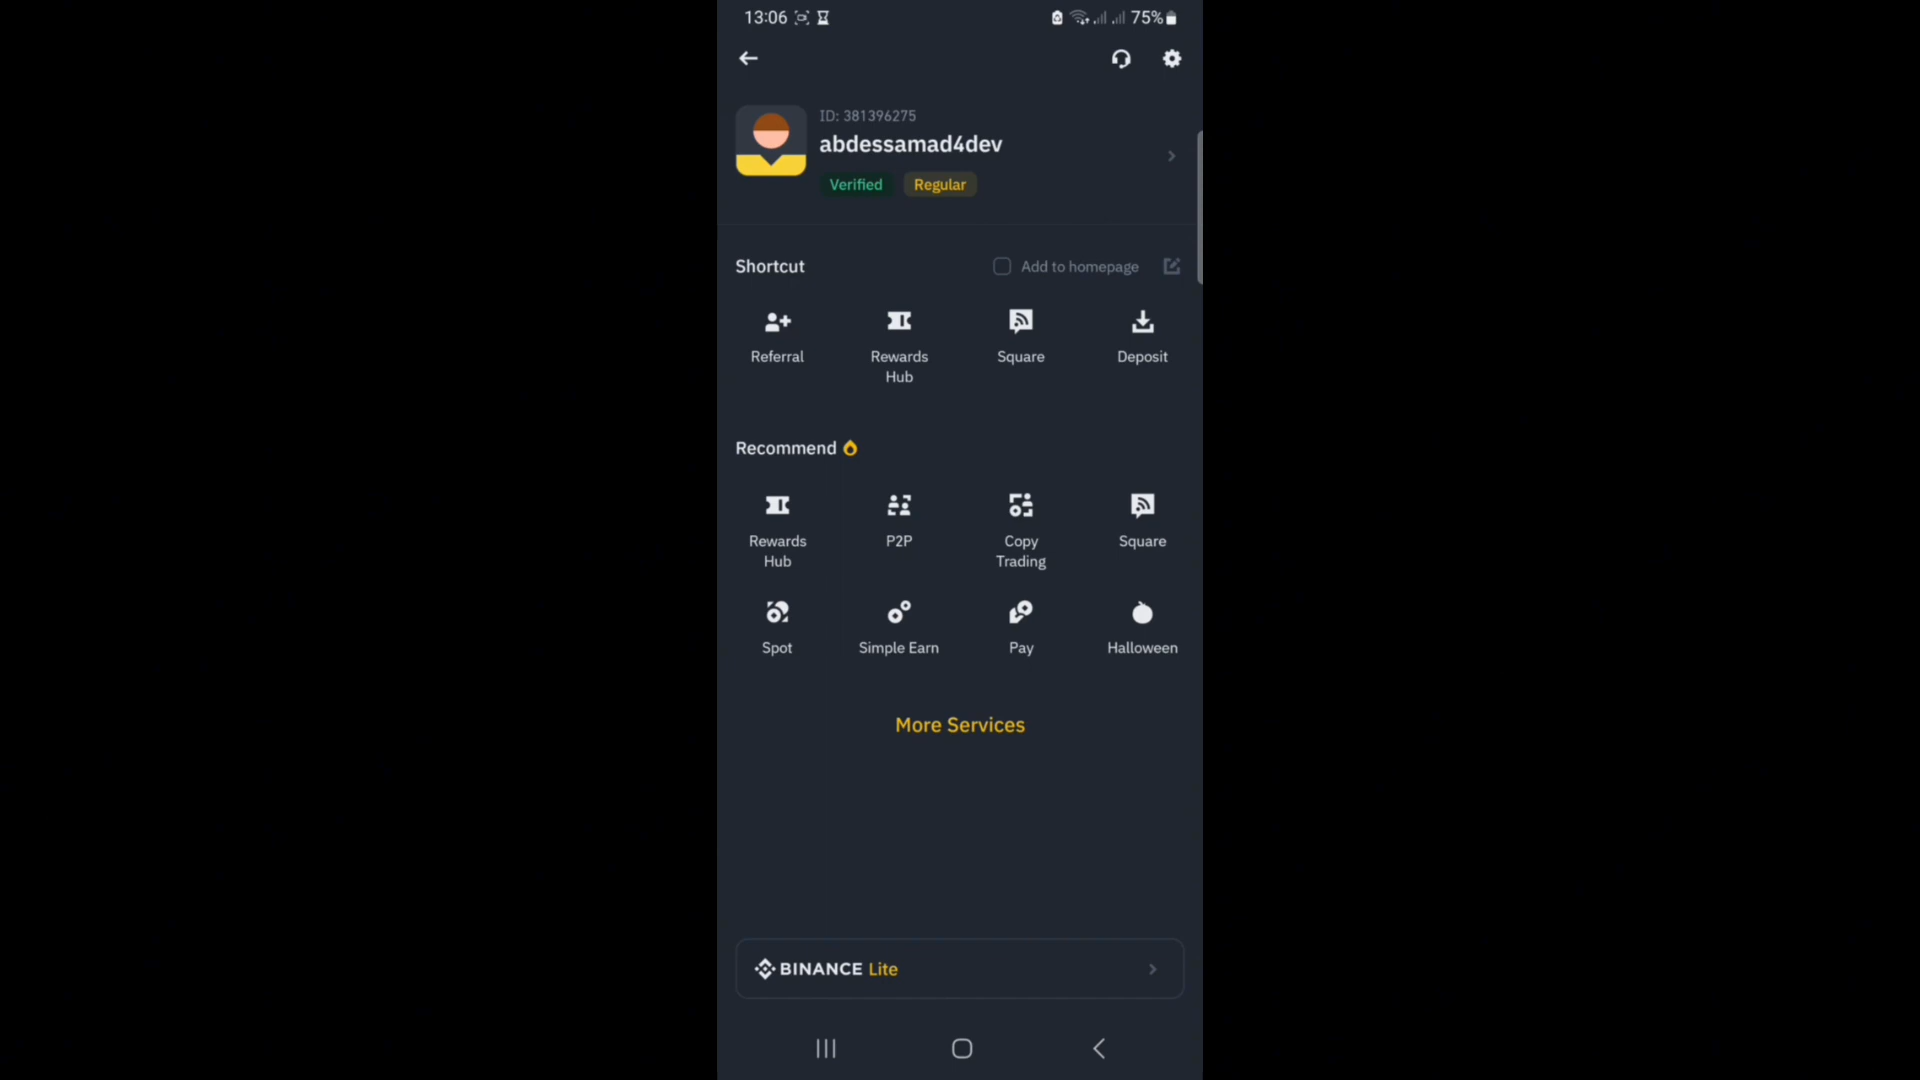 13:06 75%
ID: 381396275
abdessamad4dev
Verified Regular
Shortcut Add to homepage
Referral Rewards Hub Square Deposit
Recommend
Rewards Hub P2P Copy Trading Square
Spot Simple Earn Pay Halloween
More Services
BINANCE Lite